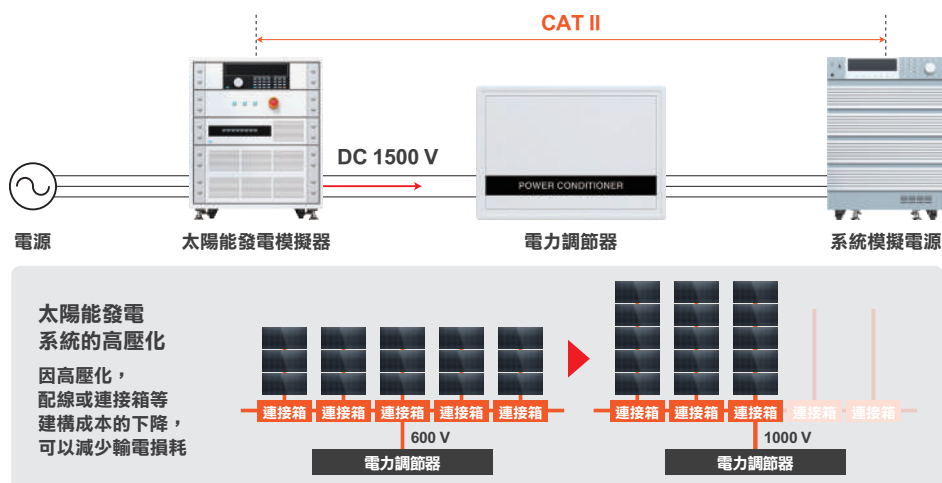 CAT II
DC 1500 V
POWER CONDITIONER
電源
太陽能發電模擬器
電力調節器
系統模擬電源
太陽能發電
系統的高壓化
因高壓化，
配線或連接箱等
建構成本的下降，
可以減少輸電損耗
連接箱 連接箱 連接箱 連接箱 連接箱
600 V
電力調節器
連接箱 連接箱 連接箱 連接箱 連接箱
1000 V
電力調節器